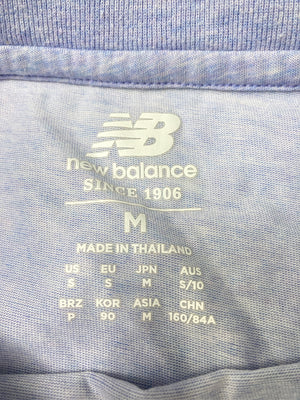 NB
new balance
SINCE 1906
M
MADE IN THAILAND
US EU JPN AUS
S S M S/10
BRZ KOR ASIA CHN
P 90 M 160/84A